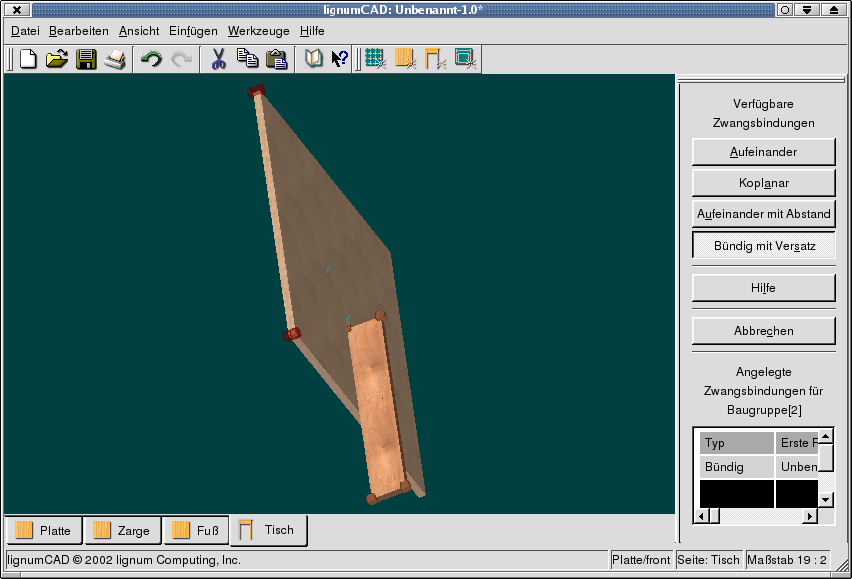 lignumCAD: Unbenannt-1.0*
Datei Bearbeiten Ansicht Einfügen Werkzeuge Hilfe
Verfügbare
Zwangsbindungen
Aufeinander
Koplanar
Aufeinander mit Abstand
Bündig mit Versatz
Hilfe
Abbrechen
Angelegte
Zwangsbindungen für
Baugruppe[2]
Typ Erste F
Bündig Unben
Platte Zarge Fuß Tisch
lignumCAD © 2002 lignum Computing, Inc. Platte/front Seite: Tisch Maßstab 19 : 2